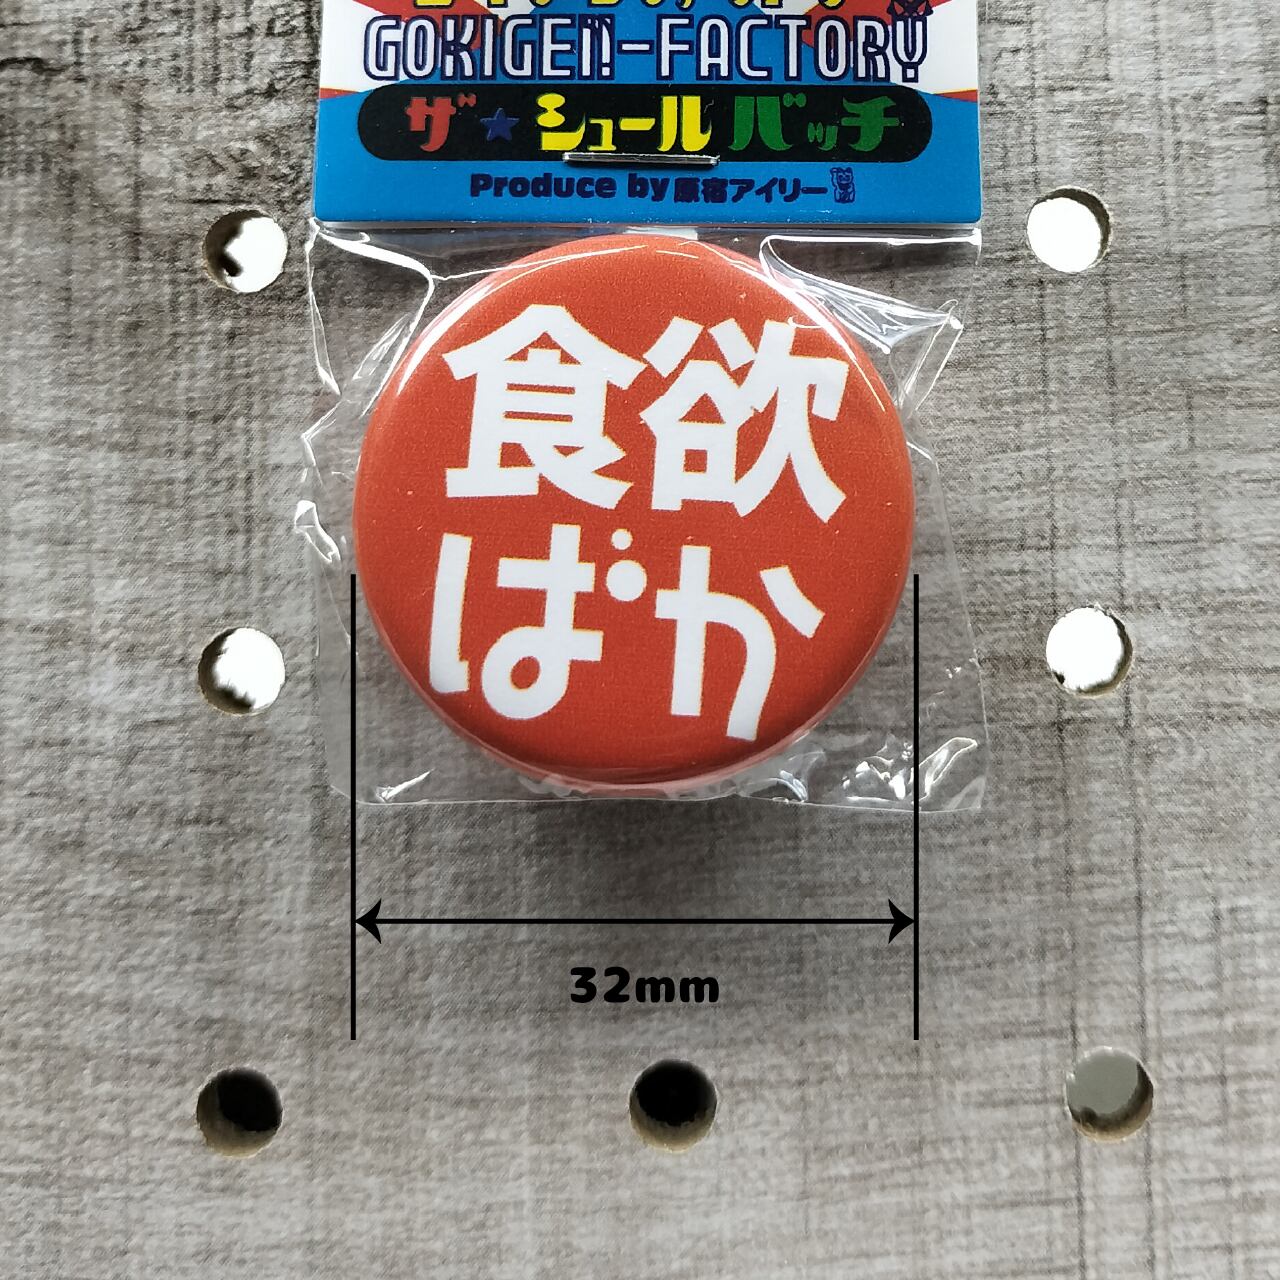 GOKIGEN!-FACTORY
ザ★シュールバッチ
Produce by 原宿アイリー
食欲
ばか
32mm